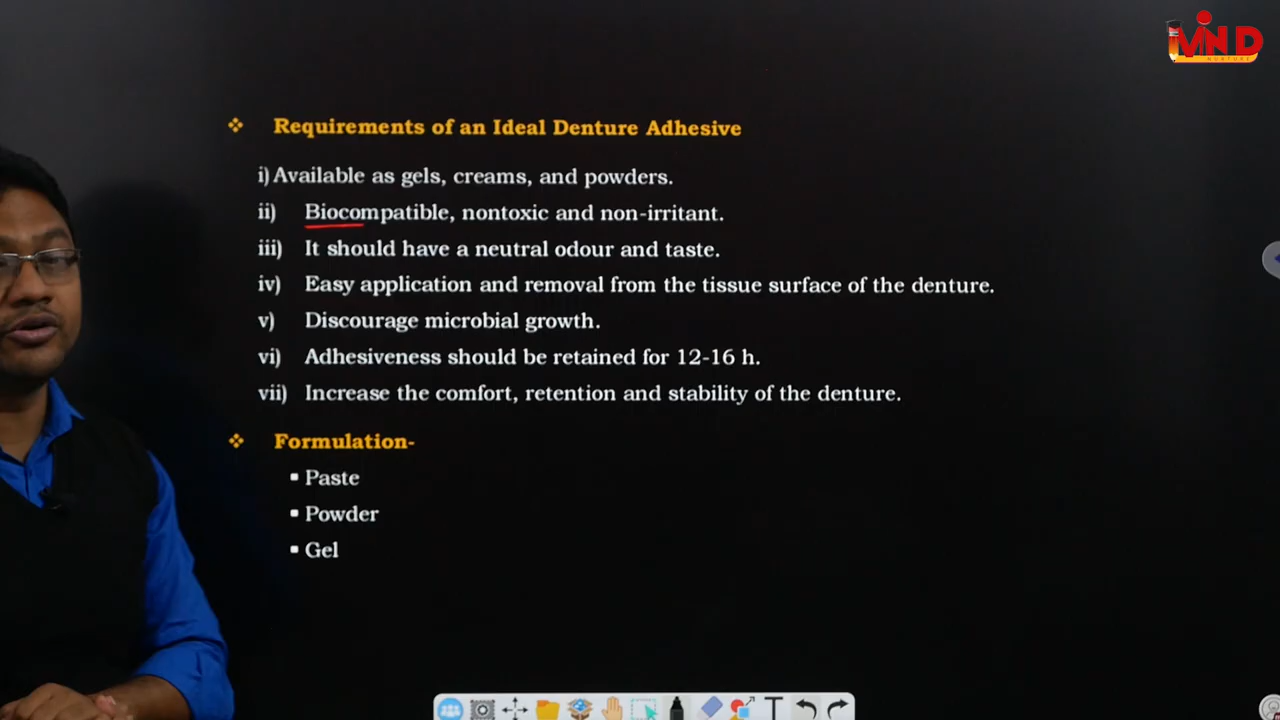 MIND
NURTURE
❖ Requirements of an Ideal Denture Adhesive
i) Available as gels, creams, and powders.
ii) Biocompatible, nontoxic and non-irritant.
iii) It should have a neutral odour and taste.
iv) Easy application and removal from the tissue surface of the denture.
v) Discourage microbial growth.
vi) Adhesiveness should be retained for 12-16 h.
vii) Increase the comfort, retention and stability of the denture.
❖ Formulation-
▪ Paste
▪ Powder
▪ Gel
T